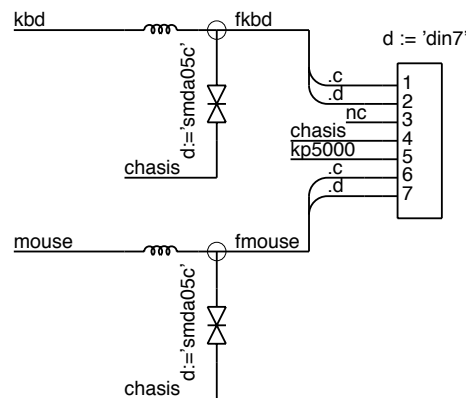 kbd
fkbd
d := 'din7'
d:='smda05c'
chasis
.c
1
.d
2
nc
3
chasis
4
kp5000
5
.c
6
.d
7
mouse
fmouse
d:='smda05c'
chasis